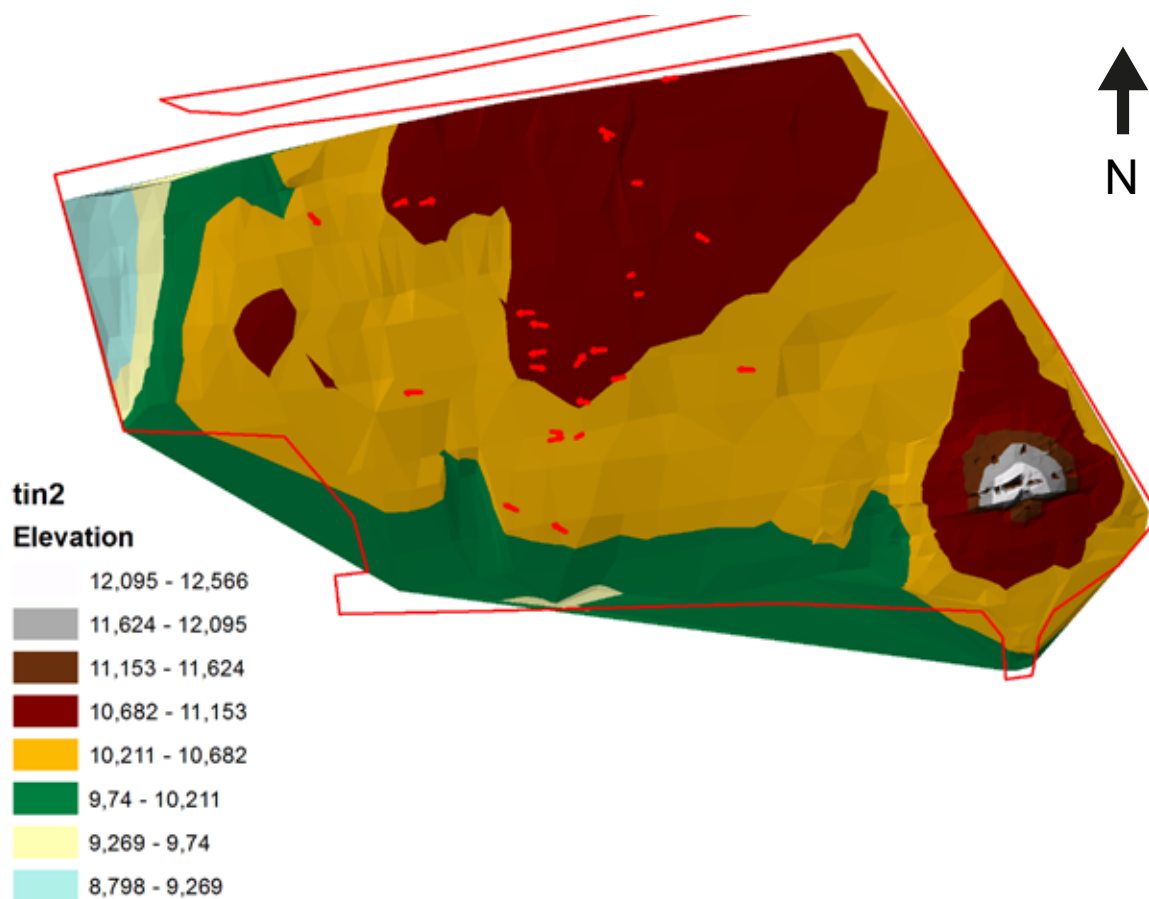 N
tin2
Elevation
12,095 - 12,566
11,624 - 12,095
11,153 - 11,624
10,682 - 11,153
10,211 - 10,682
9,74 - 10,211
9,269 - 9,74
8,798 - 9,269